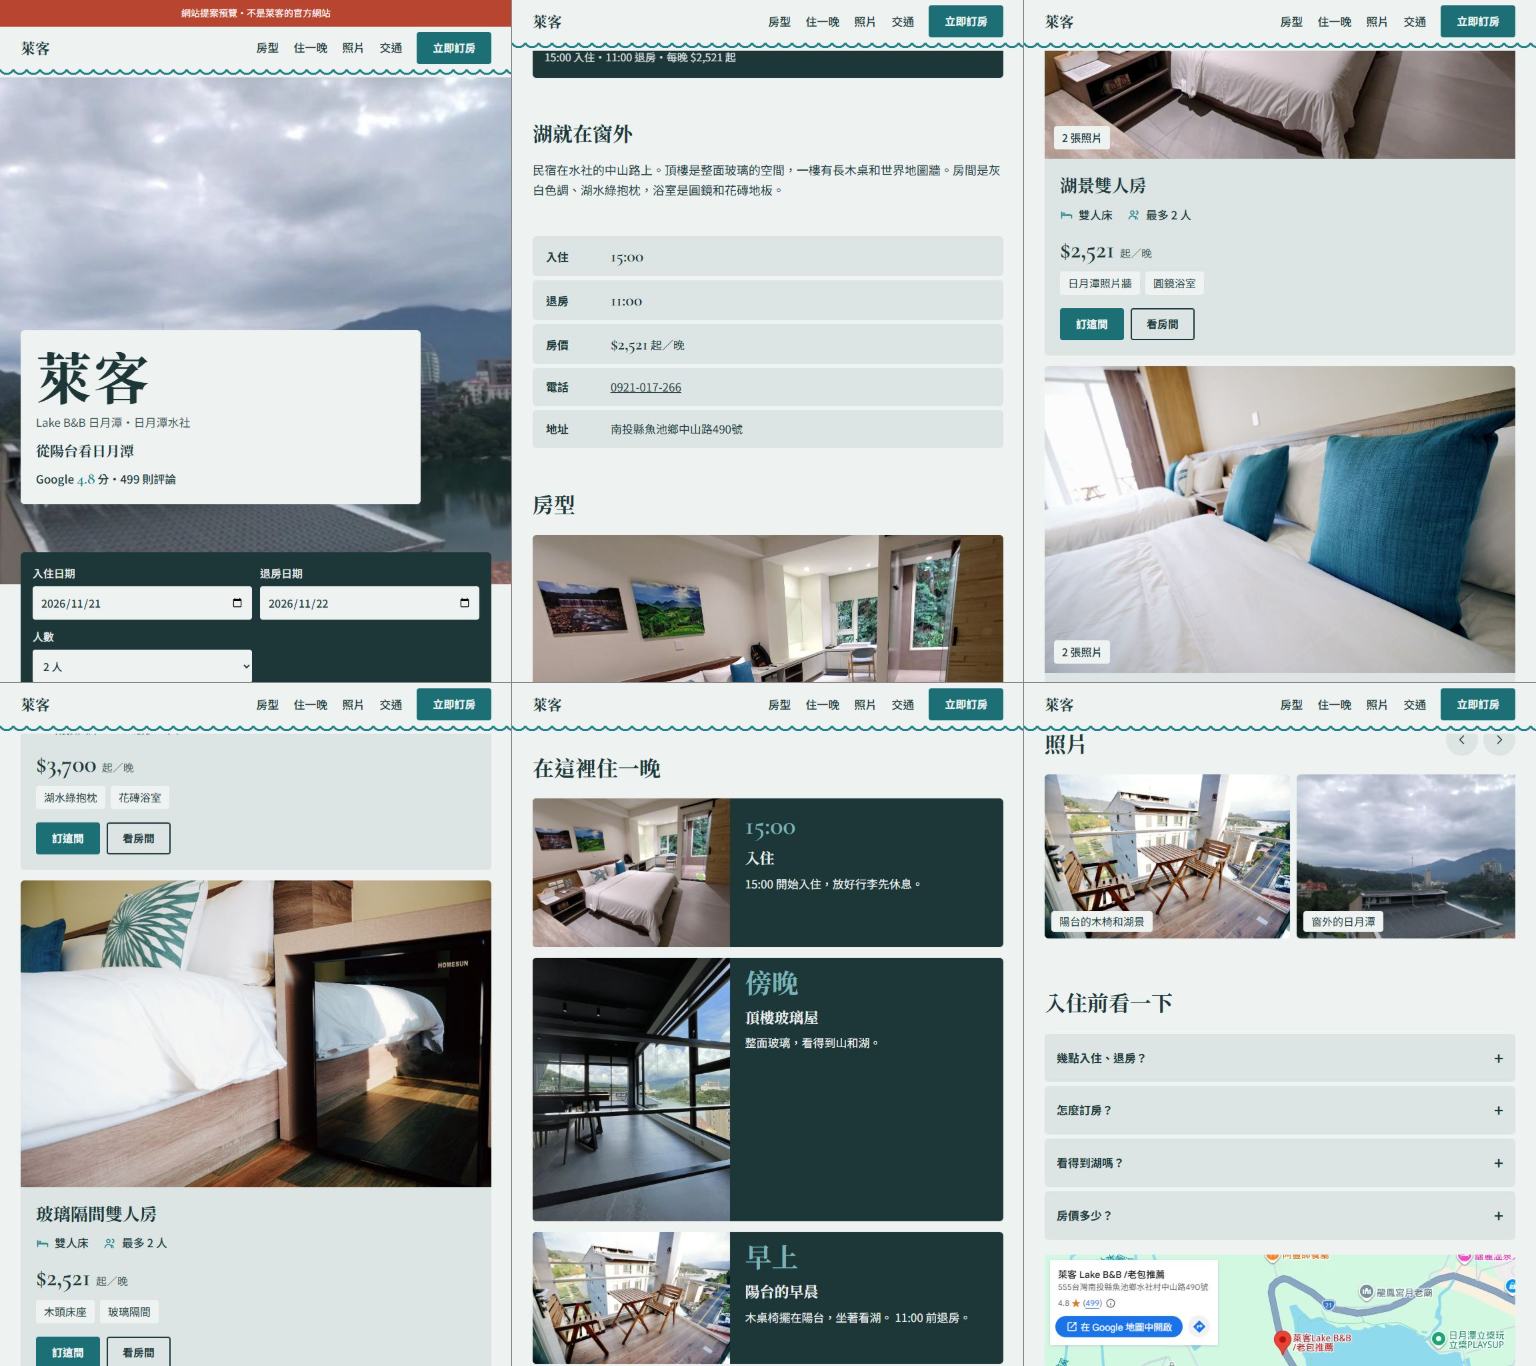 網站提案預覽・不是萊客的官方網站
萊客
房型 住一晚 照片 交通 立即訂房
萊客
Lake B&B 日月潭・日月潭水社
從陽台看日月潭
Google 4.8 分・499 則評論
入住日期 退房日期
2026/11/21 2026/11/22
人數
2 人
萊客
房型 住一晚 照片 交通 立即訂房
15:00 入住・11:00 退房・每晚 $2,521 起
湖就在窗外
民宿在水社的中山路上。頂樓是整面玻璃的空間，一樓有長木桌和世界地圖牆。房間是灰
白色調、湖水綠抱枕，浴室是圓鏡和花磚地板。
入住 15:00
退房 11:00
房價 $2,521 起／晚
電話 0921-017-266
地址 南投縣魚池鄉中山路490號
房型
萊客
房型 住一晚 照片 交通 立即訂房
2 張照片
湖景雙人房
雙人床 最多 2 人
$2,521 起／晚
日月潭照片牆 圓鏡浴室
訂這間 看房間
2 張照片
萊客
房型 住一晚 照片 交通 立即訂房
$3,700 起／晚
湖水綠抱枕 花磚浴室
訂這間 看房間
HOMESUN
玻璃隔間雙人房
雙人床 最多 2 人
$2,521 起／晚
木頭床座 玻璃隔間
訂這間 看房間
萊客
房型 住一晚 照片 交通 立即訂房
在這裡住一晚
15:00
入住
15:00 開始入住，放好行李先休息。
傍晚
頂樓玻璃屋
整面玻璃，看得到山和湖。
早上
陽台的早晨
木桌椅擺在陽台，坐著看湖。 11:00 前退房。
萊客
房型 住一晚 照片 交通 立即訂房
照片
陽台的木椅和湖景 窗外的日月潭
入住前看一下
幾點入住、退房？
怎麼訂房？
看得到湖嗎？
房價多少？
萊客 Lake B&B /老包推薦
555台灣南投縣魚池鄉水社村中山路490號
4.8 ★ (499)
在 Google 地圖中開啟
21
龍鳳宮月老廟
萊客Lake B&B
/老包推薦
日月潭立槳玩
立槳PLAYSUP